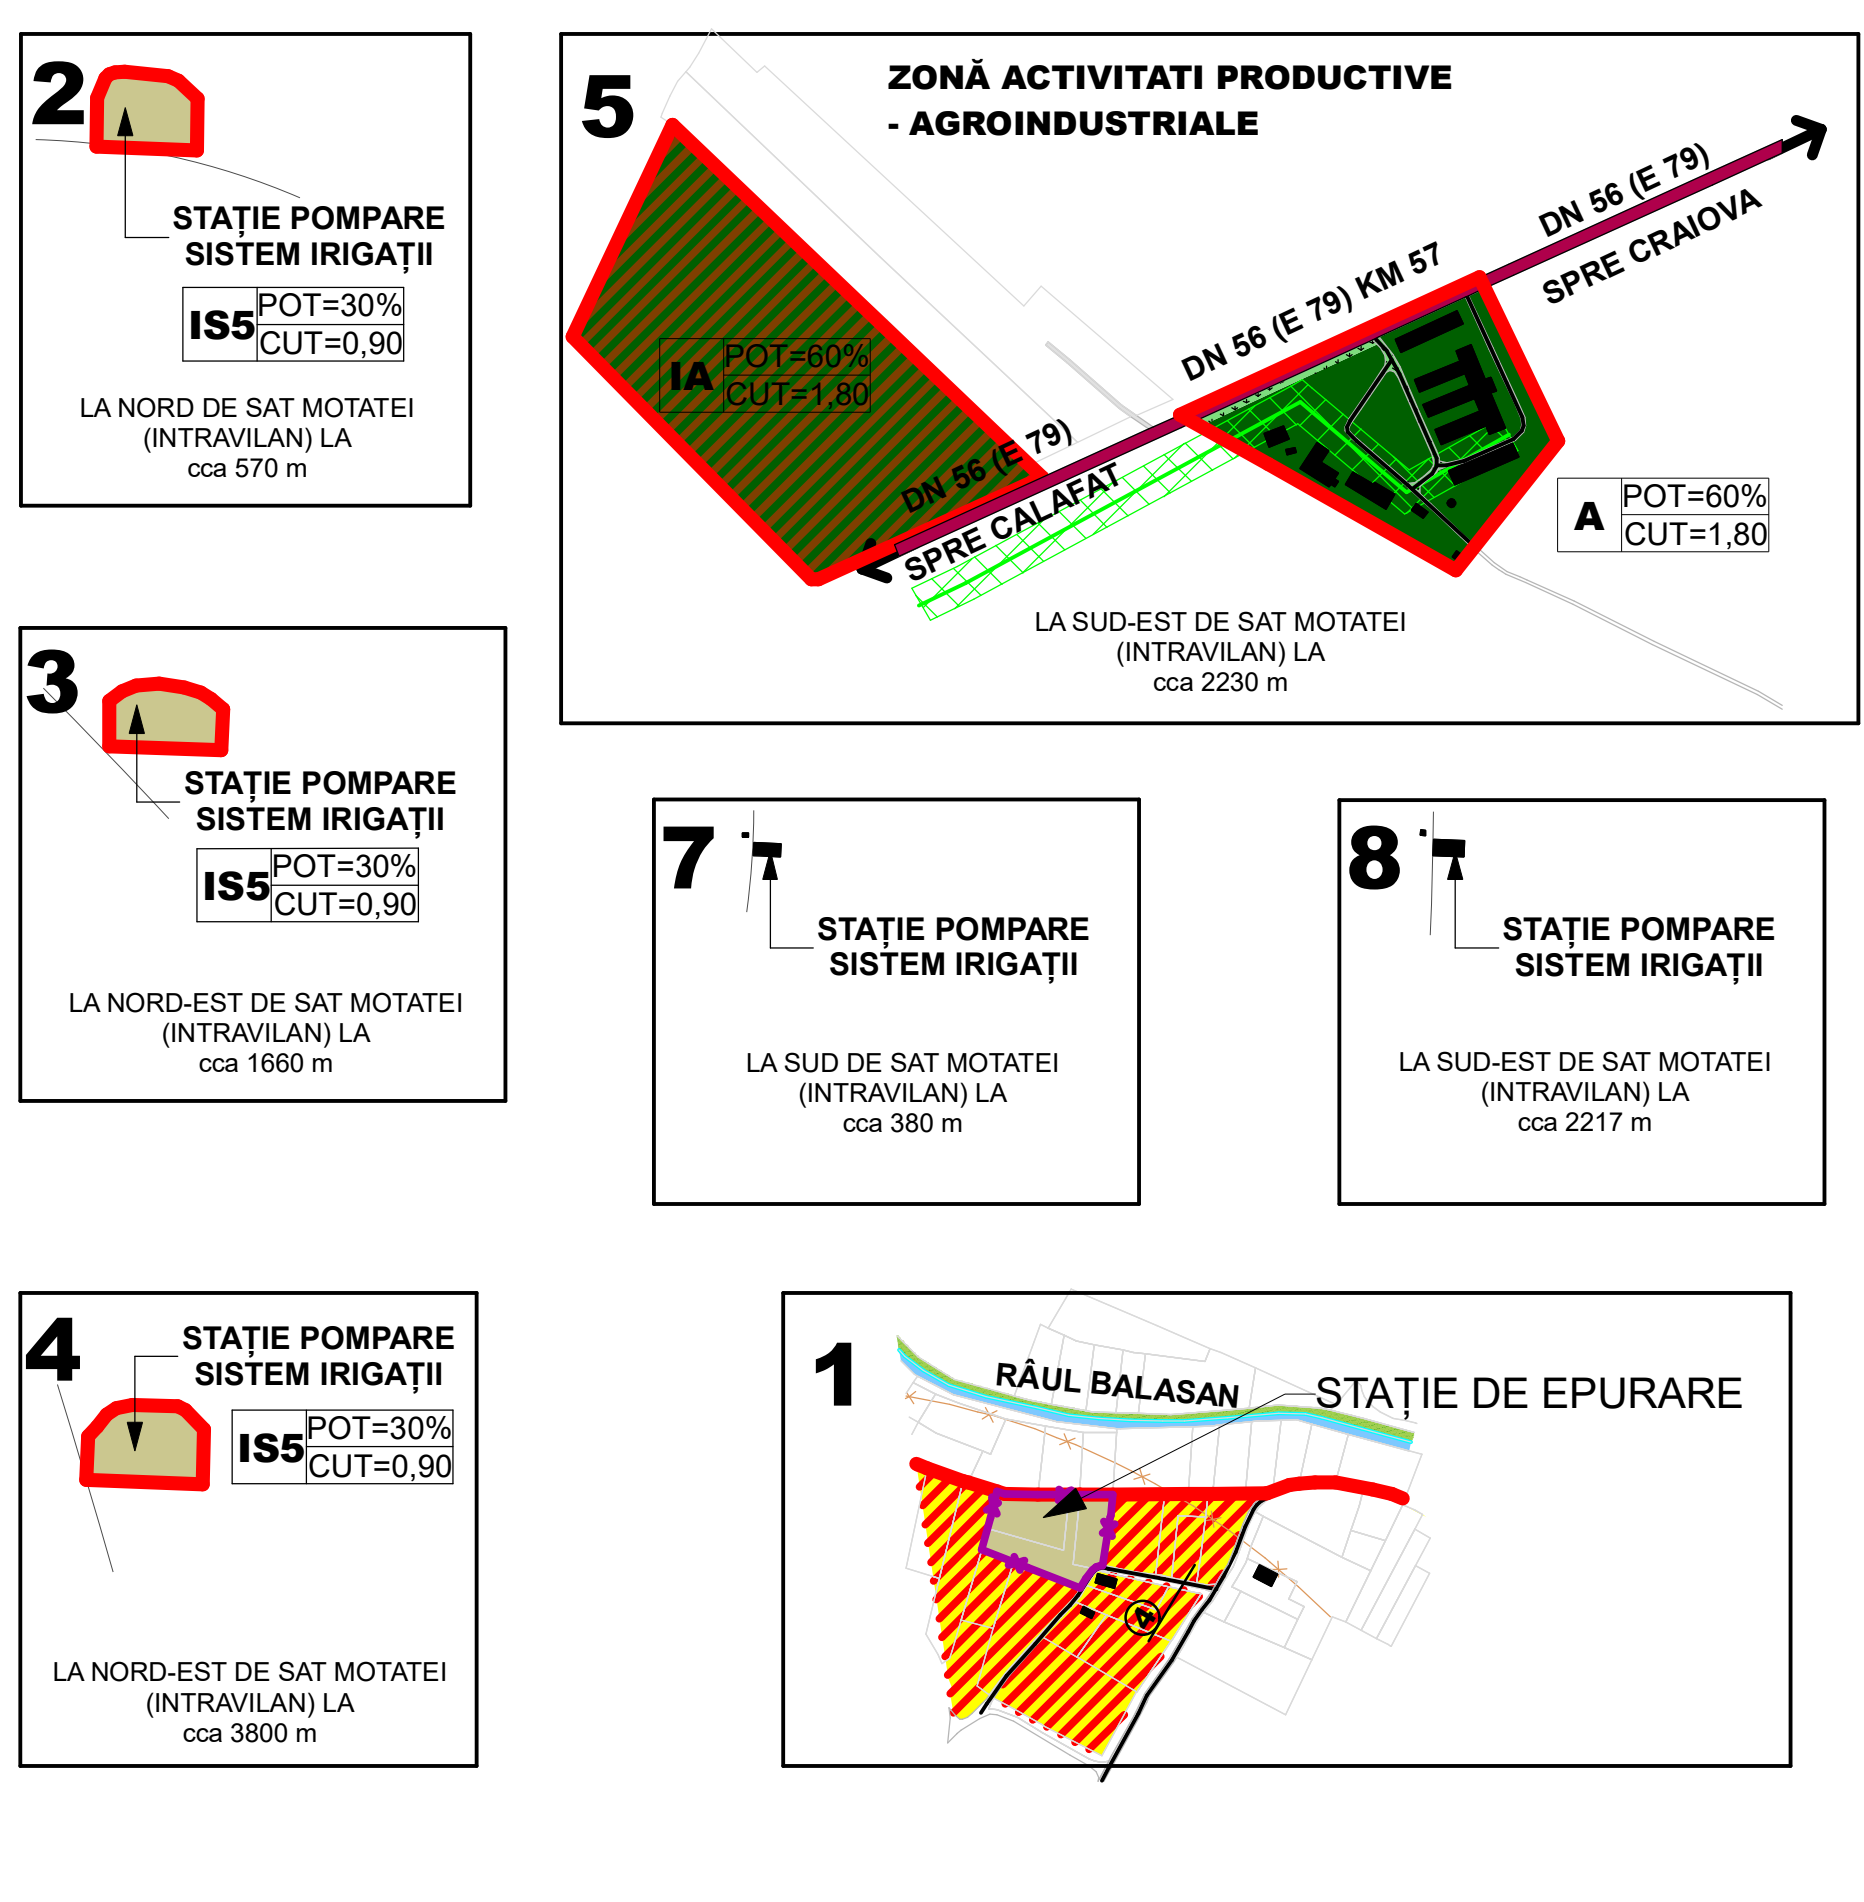 2
STAȚIE POMPARE
SISTEM IRIGAȚII
IS5
POT=30%
CUT=0,90
LA NORD DE SAT MOTATEI
(INTRAVILAN) LA
cca 570 m
5
ZONĂ ACTIVITATI PRODUCTIVE
- AGROINDUSTRIALE
DN 56 (E 79)
SPRE CRAIOVA
DN 56 (E 79) KM 57
IA
POT=60%
CUT=1,80
DN 56 (E 79)
SPRE CALAFAT
A
POT=60%
CUT=1,80
LA SUD-EST DE SAT MOTATEI
(INTRAVILAN) LA
cca 2230 m
3
STAȚIE POMPARE
SISTEM IRIGAȚII
IS5
POT=30%
CUT=0,90
LA NORD-EST DE SAT MOTATEI
(INTRAVILAN) LA
cca 1660 m
7
STAȚIE POMPARE
SISTEM IRIGAȚII
LA SUD DE SAT MOTATEI
(INTRAVILAN) LA
cca 380 m
8
STAȚIE POMPARE
SISTEM IRIGAȚII
LA SUD-EST DE SAT MOTATEI
(INTRAVILAN) LA
cca 2217 m
4
STAȚIE POMPARE
SISTEM IRIGAȚII
IS5
POT=30%
CUT=0,90
LA NORD-EST DE SAT MOTATEI
(INTRAVILAN) LA
cca 3800 m
1
RÂUL BALASAN
STAȚIE DE EPURARE
4